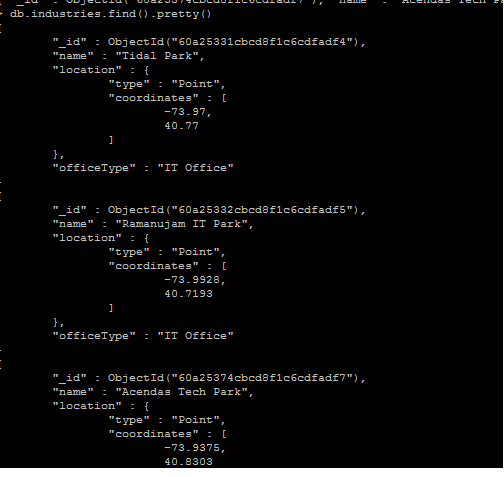 _id" : ObjectId("60a25374cbcd8f1c6cdfadf7"), "name" : "Acendas Tech Pa
> db.industries.find().pretty()
{
"_id" : ObjectId("60a25331cbcd8f1c6cdfadf4"),
"name" : "Tidal Park",
"location" : {
"type" : "Point",
"coordinates" : [
-73.97,
40.77
]
},
"officeType" : "IT Office"
}
{
"_id" : ObjectId("60a25332cbcd8f1c6cdfadf5"),
"name" : "Ramanujam IT Park",
"location" : {
"type" : "Point",
"coordinates" : [
-73.9928,
40.7193
]
},
"officeType" : "IT Office"
}
{
"_id" : ObjectId("60a25374cbcd8f1c6cdfadf7"),
"name" : "Acendas Tech Park",
"location" : {
"type" : "Point",
"coordinates" : [
-73.9375,
40.8303